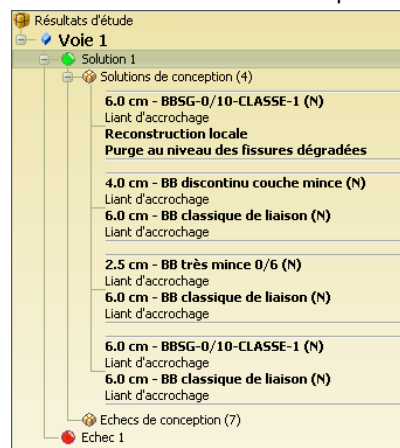 Résultats d'étude
Voie 1
Solution 1
Solutions de conception (4)
6.0 cm - BBSG-0/10-CLASSE-1 (N)
Liant d'accrochage
Reconstruction locale
Purge au niveau des fissures dégradées
4.0 cm - BB discontinu couche mince (N)
Liant d'accrochage
6.0 cm - BB classique de liaison (N)
Liant d'accrochage
2.5 cm - BB très mince 0/6 (N)
Liant d'accrochage
6.0 cm - BB classique de liaison (N)
Liant d'accrochage
6.0 cm - BBSG-0/10-CLASSE-1 (N)
Liant d'accrochage
6.0 cm - BB classique de liaison (N)
Liant d'accrochage
Echecs de conception (7)
Echec 1